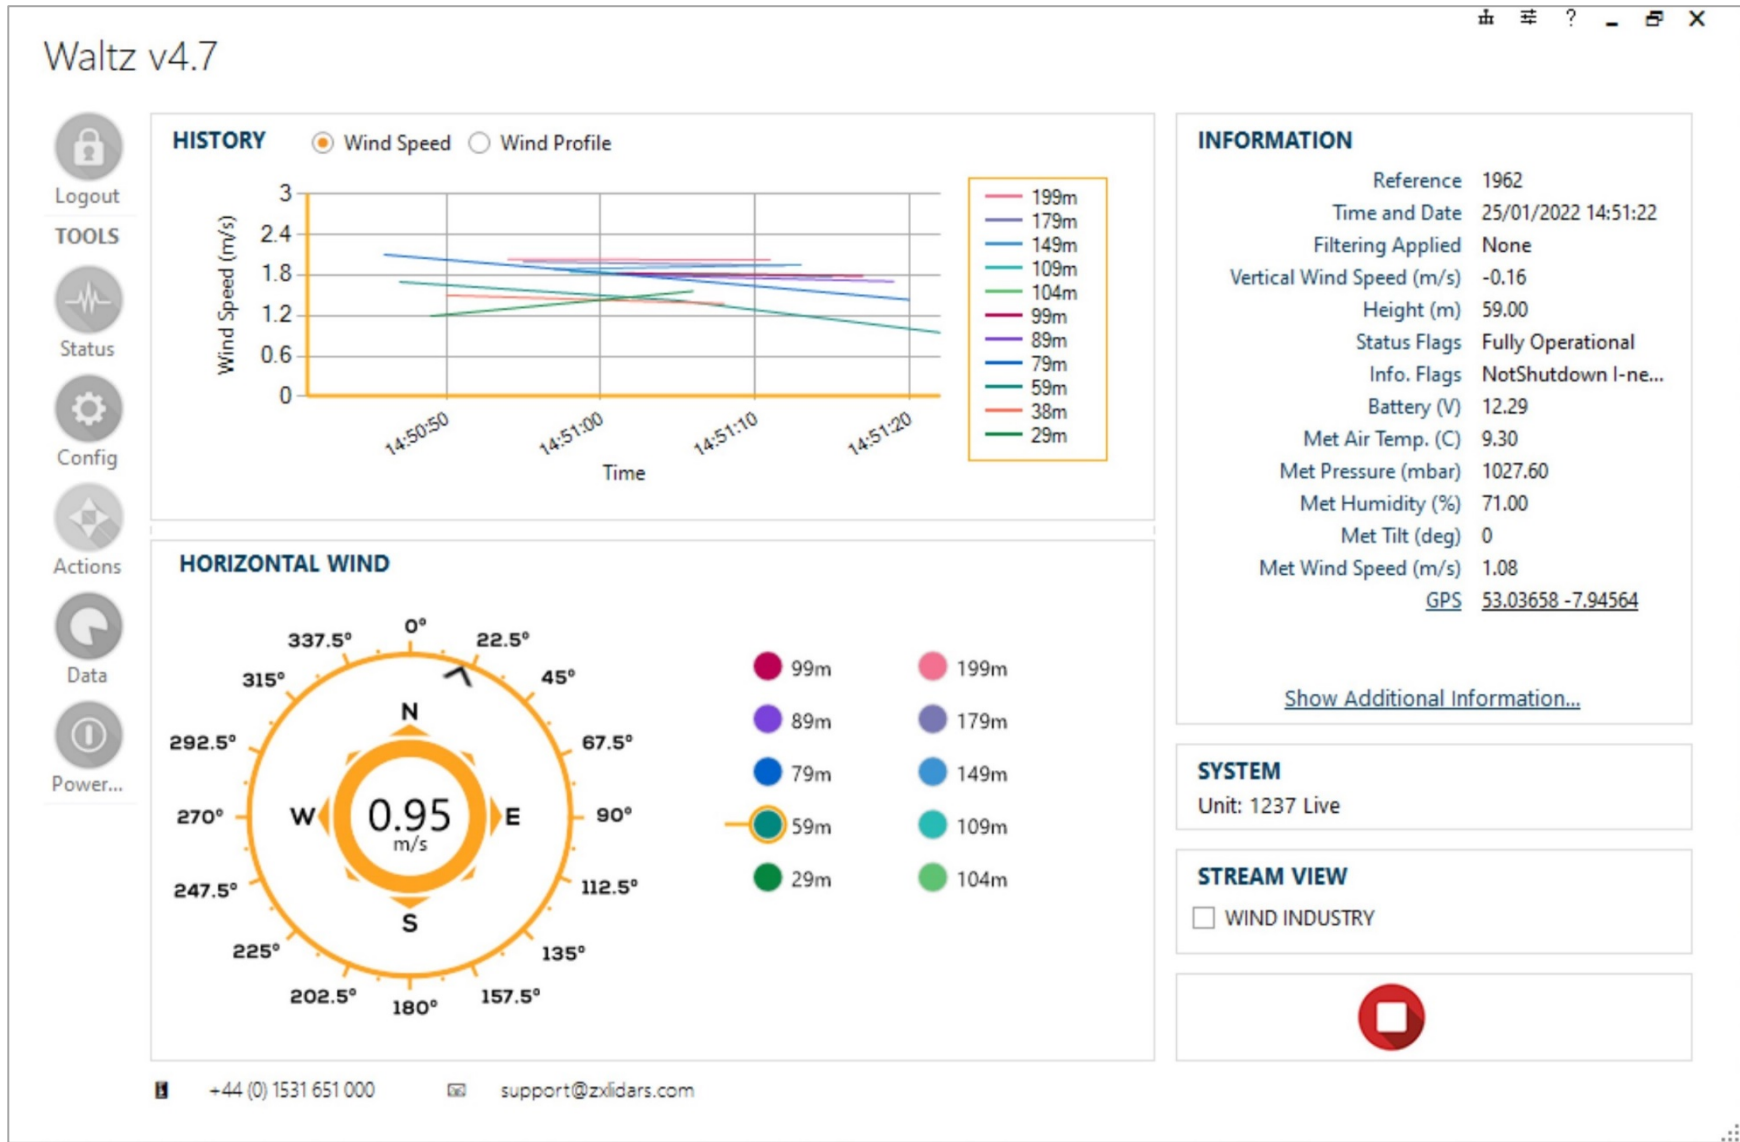 Waltz v4.7
?
Logout
TOOLS
Status
Config
Actions
Data
Power...
HISTORY Wind Speed Wind Profile
3
2.4
1.8
1.2
0.6
0
Wind Speed (m/s)
14:50:50 14:51:00 14:51:10 14:51:20
Time
199m
179m
149m
109m
104m
99m
89m
79m
59m
38m
29m
HORIZONTAL WIND
0°
337.5° 22.5°
315° 45°
N
292.5° 67.5°
270° W 0.95 E 90°
m/s
247.5° 112.5°
S
225° 135°
202.5° 157.5°
180°
99m 199m
89m 179m
79m 149m
59m 109m
29m 104m
INFORMATION
Reference 1962
Time and Date 25/01/2022 14:51:22
Filtering Applied None
Vertical Wind Speed (m/s) -0.16
Height (m) 59.00
Status Flags Fully Operational
Info. Flags NotShutdown I-ne...
Battery (V) 12.29
Met Air Temp. (C) 9.30
Met Pressure (mbar) 1027.60
Met Humidity (%) 71.00
Met Tilt (deg) 0
Met Wind Speed (m/s) 1.08
GPS 53.03658 -7.94564
Show Additional Information...
SYSTEM
Unit: 1237 Live
STREAM VIEW
WIND INDUSTRY
+44 (0) 1531 651 000 support@zxlidars.com